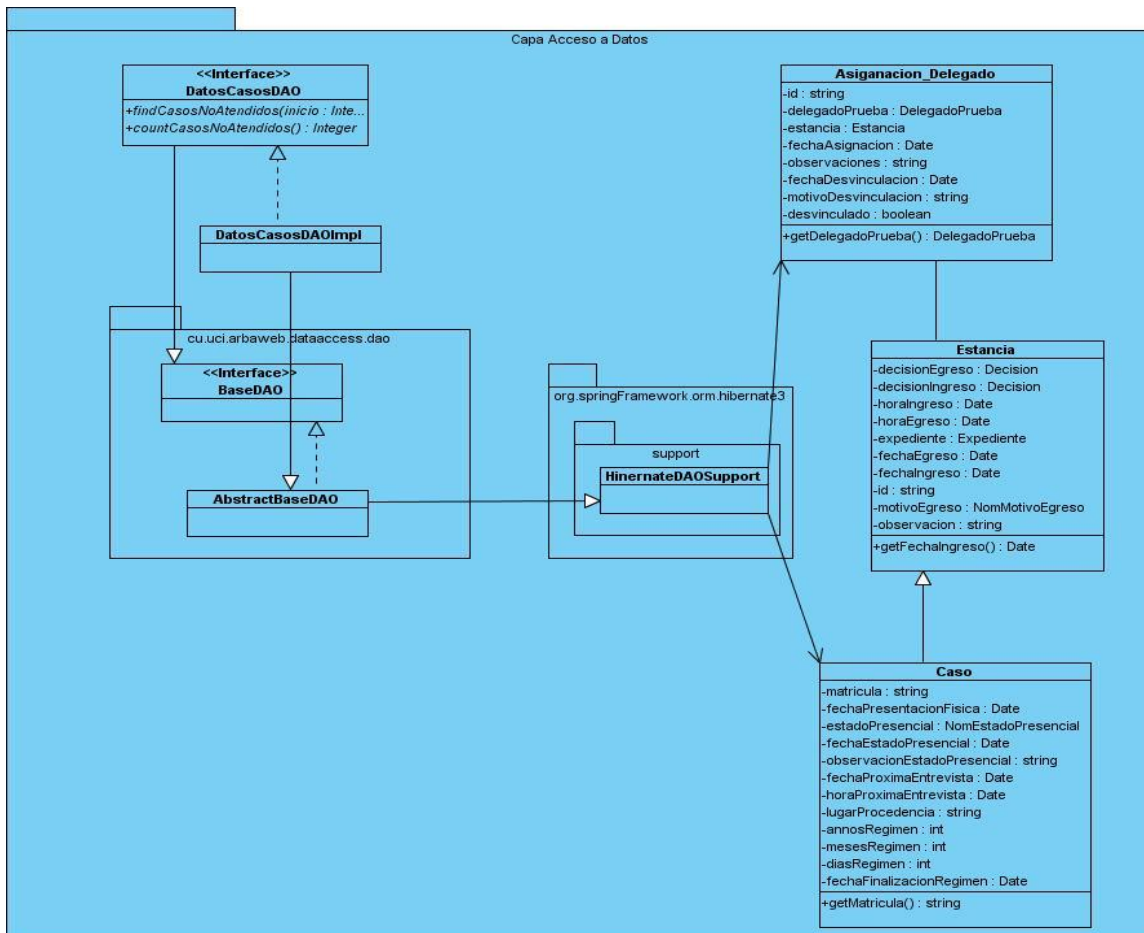 Capa Acceso a Datos
<<Interface>>
DatosCasosDAO
+findCasosNoAtendidos(inicio : Inte...
+countCasosNoAtendidos() : Integer
DatosCasosDAOImpl
cu.uci.arbaweb.dataaccess.dao
<<Interface>>
BaseDAO
AbstractBaseDAO
org.springFramework.orm.hibernate3
support
HinernateDAOSupport
Asiganacion_Delegado
-id : string
-delegadoPrueba : DelegadoPrueba
-estancia : Estancia
-fechaAsignacion : Date
-observaciones : string
-fechaDesvinculacion : Date
-motivoDesvinculacion : string
-desvinculado : boolean
+getDelegadoPrueba() : DelegadoPrueba
Estancia
-decisionEgreso : Decision
-decisionIngreso : Decision
-horaIngreso : Date
-horaEgreso : Date
-expediente : Expediente
-fechaEgreso : Date
-fechaIngreso : Date
-id : string
-motivoEgreso : NomMotivoEgreso
-observacion : string
+getFechaIngreso() : Date
Caso
-matricula : string
-fechaPresentacionFisica : Date
-estadoPresencial : NomEstadoPresencial
-fechaEstadoPresencial : Date
-observacionEstadoPresencial : string
-fechaProximaEntrevista : Date
-horaProximaEntrevista : Date
-lugarProcedencia : string
-annosRegimen : int
-mesesRegimen : int
-diasRegimen : int
-fechaFinalizacionRegimen : Date
+getMatricula() : string